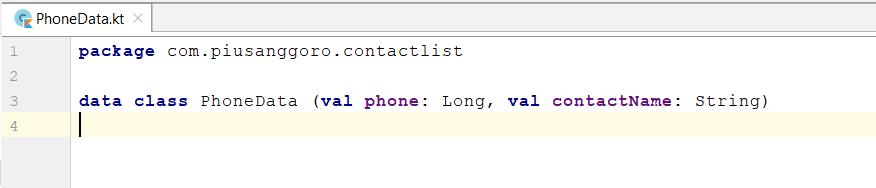 PhoneData.kt
1 package com.piusanggoro.contactlist
2
3 data class PhoneData (val phone: Long, val contactName: String)
4